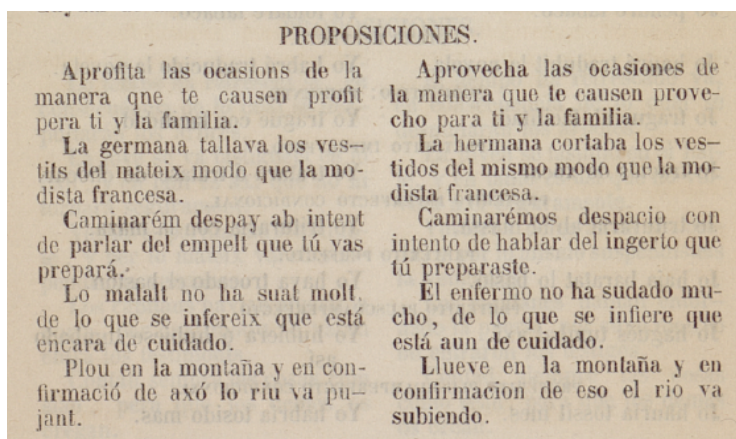 PROPOSICIONES.
Aprofita las ocasions de la
manera qne te causen profit
pera ti y la familia.
La germana tallava los ves-
tits del mateix modo que la mo-
dista francesa.
Caminarém despay ab intent
de parlar del empelt que tú vas
prepará.
Lo malalt no ha suat molt,
de lo que se infereix que está
encara de cuidado.
Plou en la montaña y en con-
firmació de axó lo riu va pu-
jant.
Aprovecha las ocasiones de
la manera que te causen prove-
cho para ti y la familia.
La hermana cortaba los ves-
tidos del mismo modo que la mo-
dista francesa.
Caminarémos despacio con
intento de hablar del ingerto que
tú preparaste.
El enfermo no ha sudado mu-
cho, de lo que se infiere que
está aun de cuidado.
Llueve en la montaña y en
confirmacion de eso el rio va
subiendo.